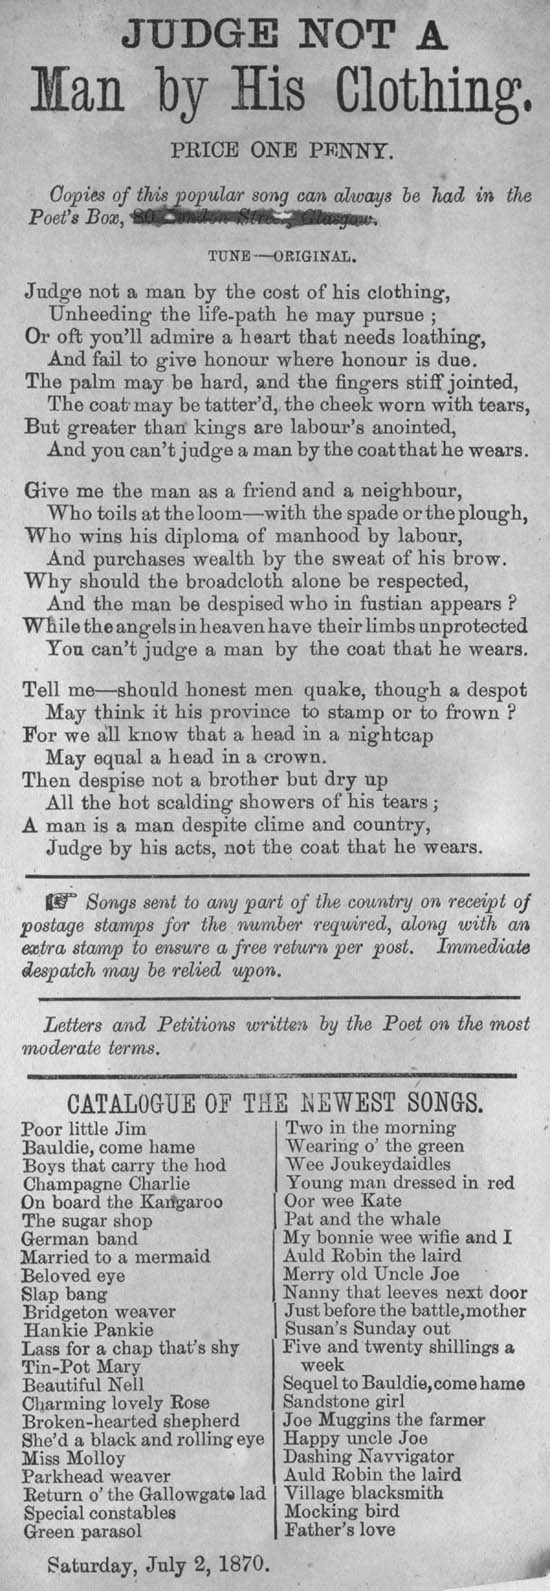 JUDGE NOT A
Man by His Clothing.
PRICE ONE PENNY.
Copies of this popular song can always be had in the
Poet's Box, 80 London Street, Glasgow.
TUNE—ORIGINAL.
Judge not a man by the cost of his clothing,
Unheeding the life-path he may pursue ;
Or oft you'll admire a heart that needs loathing,
And fail to give honour where honour is due.
The palm may be hard, and the fingers stiff jointed,
The coat may be tatter'd, the cheek worn with tears,
But greater than kings are labour's anointed,
And you can't judge a man by the coat that he wears.
Give me the man as a friend and a neighbour,
Who toils at the loom—with the spade or the plough,
Who wins his diploma of manhood by labour,
And purchases wealth by the sweat of his brow.
Why should the broadcloth alone be respected,
And the man be despised who in fustian appears ?
While the angels in heaven have their limbs unprotected
You can't judge a man by the coat that he wears.
Tell me—should honest men quake, though a despot
May think it his province to stamp or to frown ?
For we all know that a head in a nightcap
May equal a head in a crown.
Then despise not a brother but dry up
All the hot scalding showers of his tears ;
A man is a man despite clime and country,
Judge by his acts, not the coat that he wears.
☞ Songs sent to any part of the country on receipt of
postage stamps for the number required, along with an
extra stamp to ensure a free return per post. Immediate
despatch may be relied upon.
Letters and Petitions written by the Poet on the most
moderate terms.
CATALOGUE OF THE NEWEST SONGS.
Poor little Jim
Bauldie, come hame
Boys that carry the hod
Champagne Charlie
On board the Kangaroo
The sugar shop
German band
Married to a mermaid
Beloved eye
Slap bang
Bridgeton weaver
Hankie Pankie
Lass for a chap that's shy
Tin-Pot Mary
Beautiful Nell
Charming lovely Rose
Broken-hearted shepherd
She'd a black and rolling eye
Miss Molloy
Parkhead weaver
Return o' the Gallowgate lad
Special constables
Green parasol
Two in the morning
Wearing o' the green
Wee Joukeydaidles
Young man dressed in red
Oor wee Kate
Pat and the whale
My bonnie wee wifie and I
Auld Robin the laird
Merry old Uncle Joe
Nanny that leeves next door
Just before the battle, mother
Susan's Sunday out
Five and twenty shillings a
week
Sequel to Bauldie, come hame
Sandstone girl
Joe Muggins the farmer
Happy uncle Joe
Dashing Navvigator
Auld Robin the laird
Village blacksmith
Mocking bird
Father's love
Saturday, July 2, 1870.